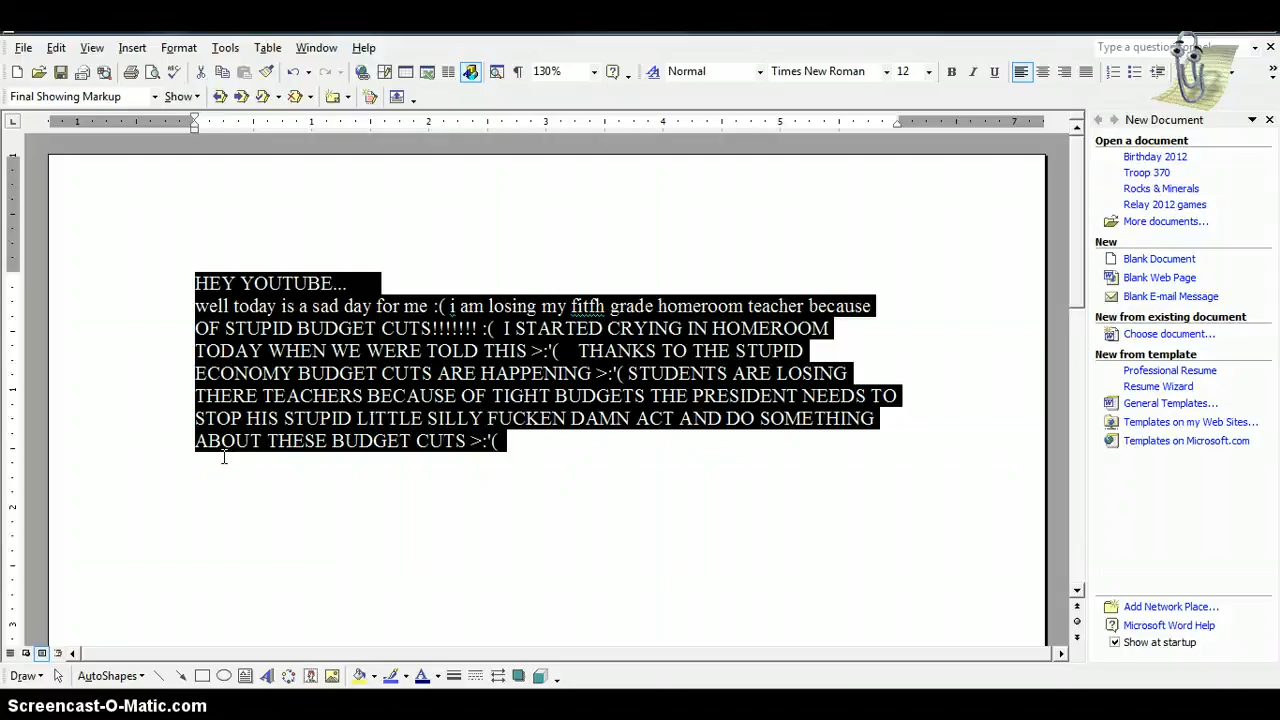 File Edit View Insert Format Tools Table Window Help
Type a question
130% Normal Times New Roman 12 B I U
Final Showing Markup Show
1 1 2 3 4 5 7
New Document
Open a document
Birthday 2012
Troop 370
Rocks & Minerals
Relay 2012 games
More documents...
New
Blank Document
Blank Web Page
Blank E-mail Message
New from existing document
Choose document...
New from template
Professional Resume
Resume Wizard
General Templates...
Templates on my Web Sites...
Templates on Microsoft.com
HEY YOUTUBE...
well today is a sad day for me :( i am losing my fitfh grade homeroom teacher because
OF STUPID BUDGET CUTS!!!!!!! :( I STARTED CRYING IN HOMEROOM
TODAY WHEN WE WERE TOLD THIS >:'( THANKS TO THE STUPID
ECONOMY BUDGET CUTS ARE HAPPENING >:'( STUDENTS ARE LOSING
THERE TEACHERS BECAUSE OF TIGHT BUDGETS THE PRESIDENT NEEDS TO
STOP HIS STUPID LITTLE SILLY FUCKEN DAMN ACT AND DO SOMETHING
ABOUT THESE BUDGET CUTS >:'(
Add Network Place...
Microsoft Word Help
Show at startup
Draw AutoShapes
Screencast-O-Matic.com